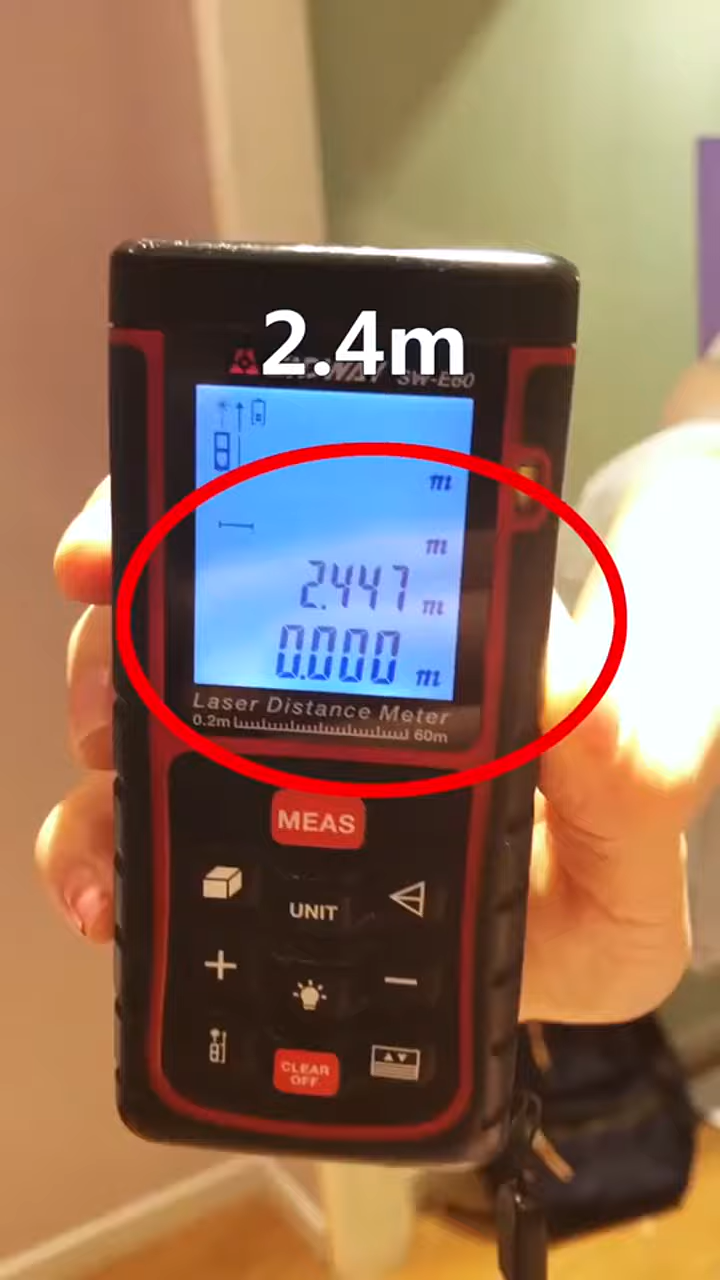 2.4m
SW-E60
m
m
2.447 m
0.000 m
Laser Distance Meter
0.2m 60m
MEAS
UNIT
CLEAR
OFF